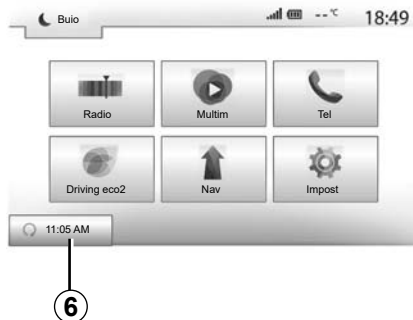 Buio
--°C
18:49
Radio
Multim
Tel
Driving eco2
Nav
Impost
11:05 AM
6